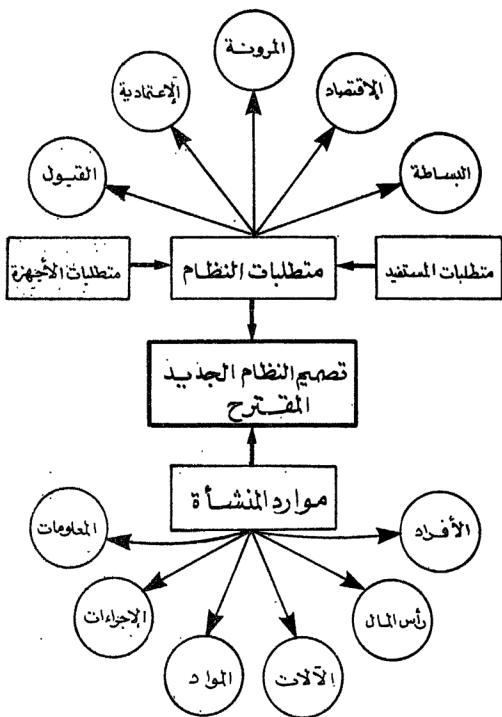 المرونة
الاقتصاد
الإعتمادية
البساطة
القبول
متطلبات المستفيد
متطلبات النظام
متطلبات الأجهزة
تصميم النظام الجديد
المقترح
موارد المنشأة
الأفراد
المعلومات
رأس المال
الإجراءات
الآلات
المواد